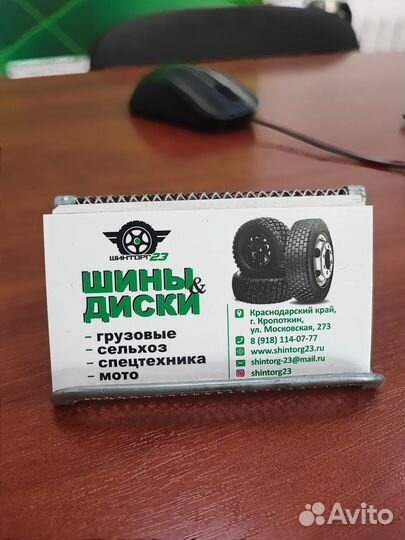 ШИНТОРГ23
ШИНЫ &
ДИСКИ
- грузовые
- сельхоз
- спецтехника
- мото
Краснодарский край,
г. Кропоткин,
ул. Московская, 273
8 (918) 114-07-77
www.shintorg23.ru
shintorg-23@mail.ru
shintorg23
Avito